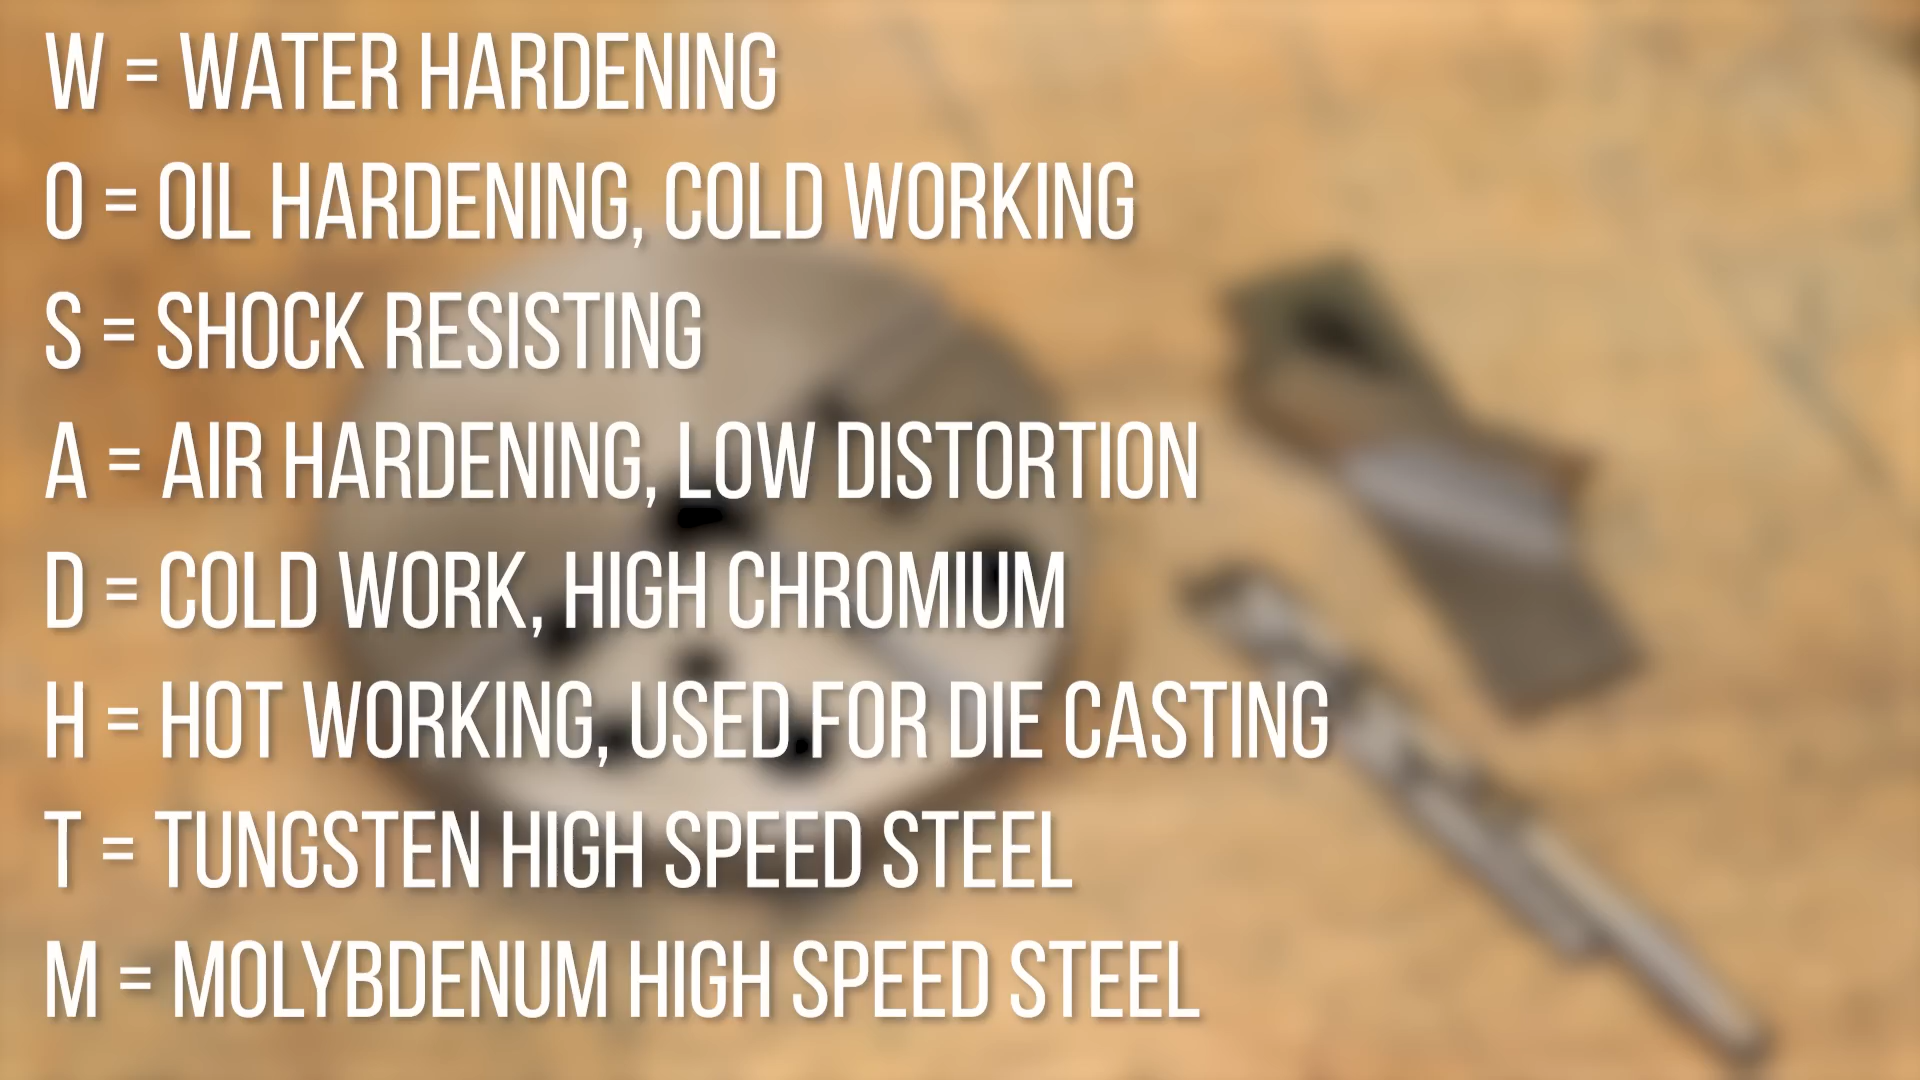 W = WATER HARDENING
O = OIL HARDENING, COLD WORKING
S = SHOCK RESISTING
A = AIR HARDENING, LOW DISTORTION
D = COLD WORK, HIGH CHROMIUM
H = HOT WORKING, USED FOR DIE CASTING
T = TUNGSTEN HIGH SPEED STEEL
M = MOLYBDENUM HIGH SPEED STEEL